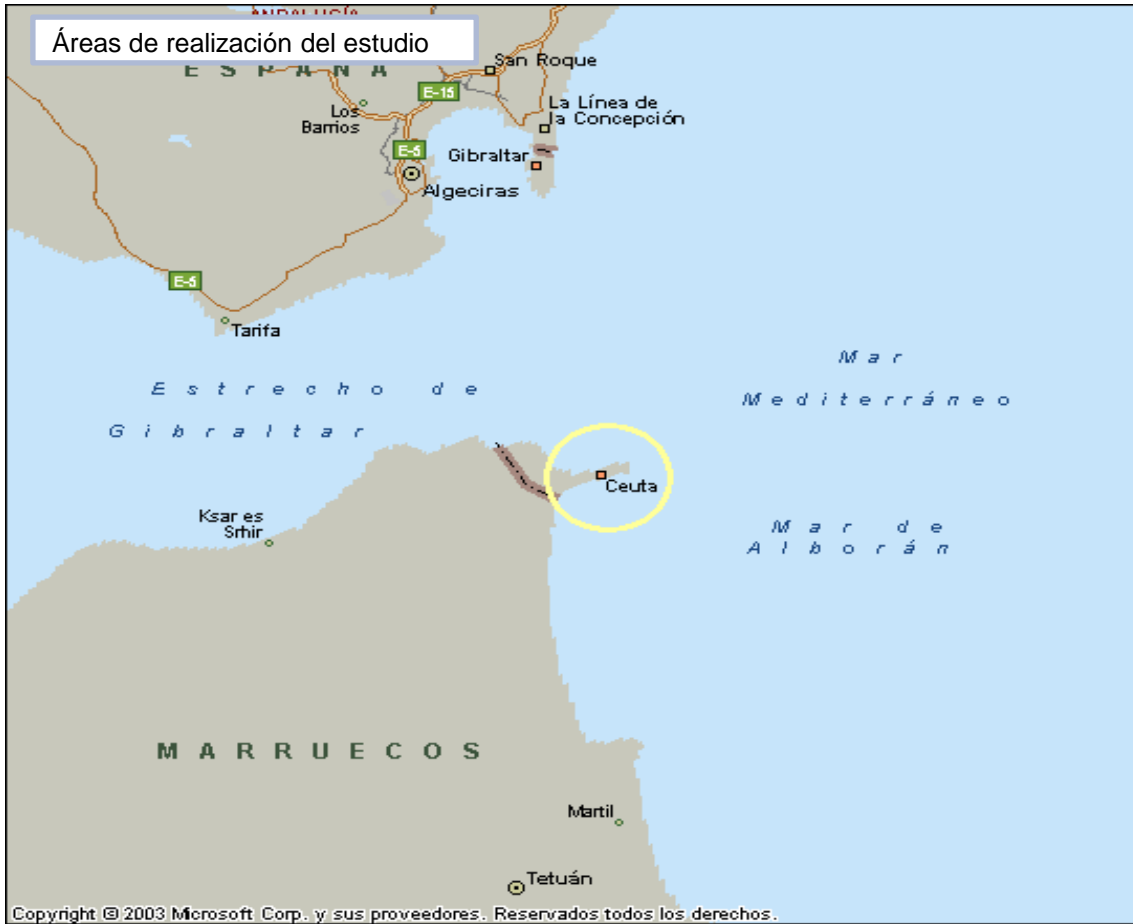 ANDALUCÍA
Áreas de realización del estudio
ESPAÑA
San Roque
E-15
Los
Barrios
La Línea de
la Concepción
E-5
Gibraltar
Algeciras
E-5
Tarifa
Mar
Mediterráneo
Estrecho de
Gibraltar
Ceuta
Ksar es
Srhir
Mar de
Alborán
MARRUECOS
Martil
Tetuán
Copyright © 2003 Microsoft Corp. y sus proveedores. Reservados todos los derechos.